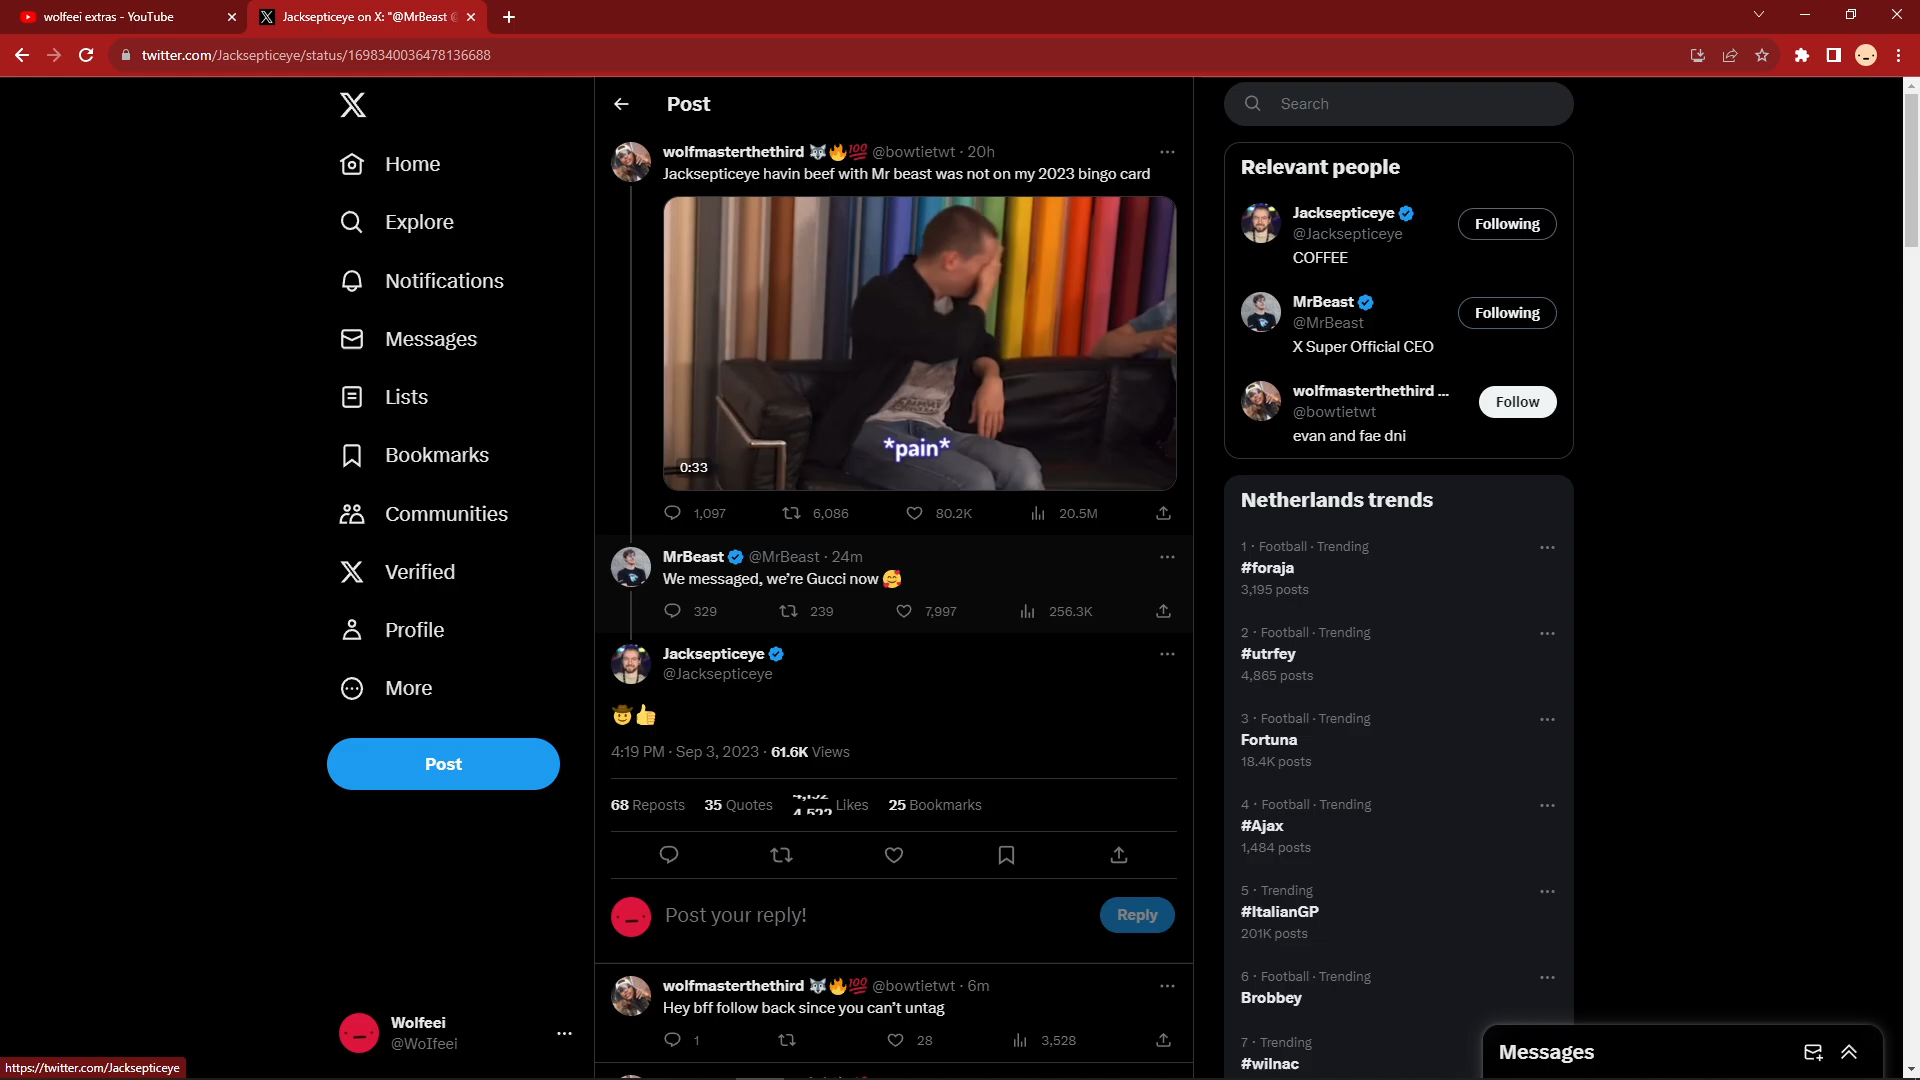 wolfeei extras - YouTube
Jacksepticeye on X: "@MrBeast
twitter.com/Jacksepticeye/status/1698340036478136688
Home
Explore
Notifications
Messages
Lists
Bookmarks
Communities
Verified
Profile
More
Post
Wolfeei
@WoIfeei
https://twitter.com/Jacksepticeye
Post
wolfmasterthethird 🐺🔥💯 @bowtietwt · 20h
Jacksepticeye havin beef with Mr beast was not on my 2023 bingo card
*pain*
0:33
1,097 6,086 80.2K 20.5M
MrBeast @MrBeast · 24m
We messaged, we're Gucci now 🥰
329 239 7,997 256.3K
Jacksepticeye
@Jacksepticeye
🤠👍
4:19 PM · Sep 3, 2023 · 61.6K Views
68 Reposts 35 Quotes Likes 25 Bookmarks
Post your reply!
Reply
wolfmasterthethird 🐺🔥💯 @bowtietwt · 6m
Hey bff follow back since you can't untag
1 28 3,528
Search
Relevant people
Jacksepticeye
@Jacksepticeye
Following
COFFEE
MrBeast
@MrBeast
Following
X Super Official CEO
wolfmasterthethird ...
@bowtietwt
Follow
evan and fae dni
Netherlands trends
1 · Football · Trending
#foraja
3,195 posts
2 · Football · Trending
#utrfey
4,865 posts
3 · Football · Trending
Fortuna
18.4K posts
4 · Football · Trending
#Ajax
1,484 posts
5 · Trending
#ItalianGP
201K posts
6 · Football · Trending
Brobbey
7 · Trending
#wilnac
Messages